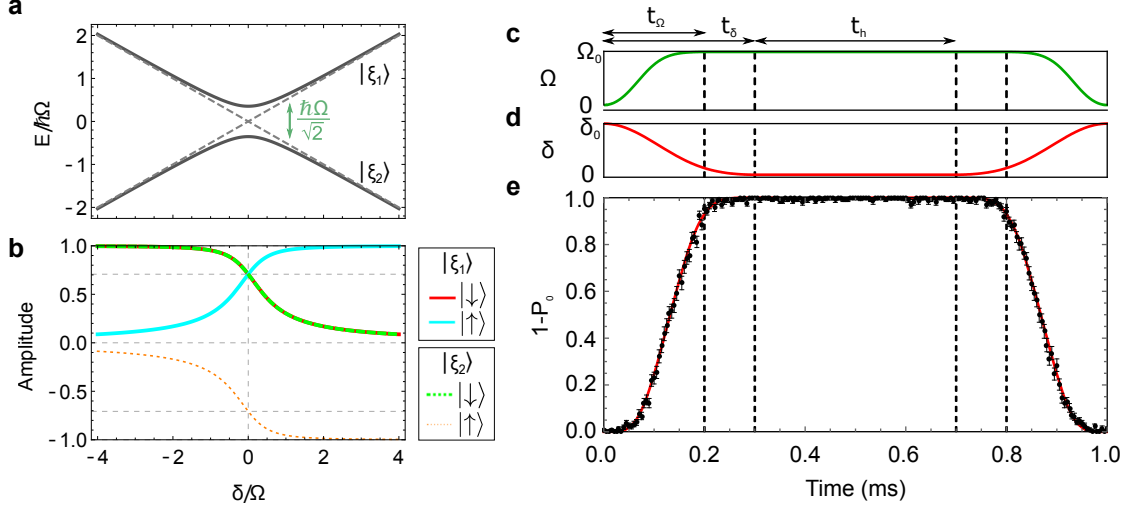 a
2
1
0
-1
-2
E/ℏΩ
|ξ₁⟩
ℏΩ
√2
|ξ₂⟩
b
1.0
0.5
0.0
-0.5
-1.0
Amplitude
-4
-2
0
2
4
δ/Ω
|ξ₁⟩
|↓⟩
|↑⟩
|ξ₂⟩
|↓⟩
|↑⟩
t_Ω
t_δ
t_h
c
Ω₀
Ω
0
d
δ₀
δ
0
e
1.0
0.8
0.6
0.4
0.2
0.0
1-P₀
0.0
0.2
0.4
0.6
0.8
1.0
Time (ms)